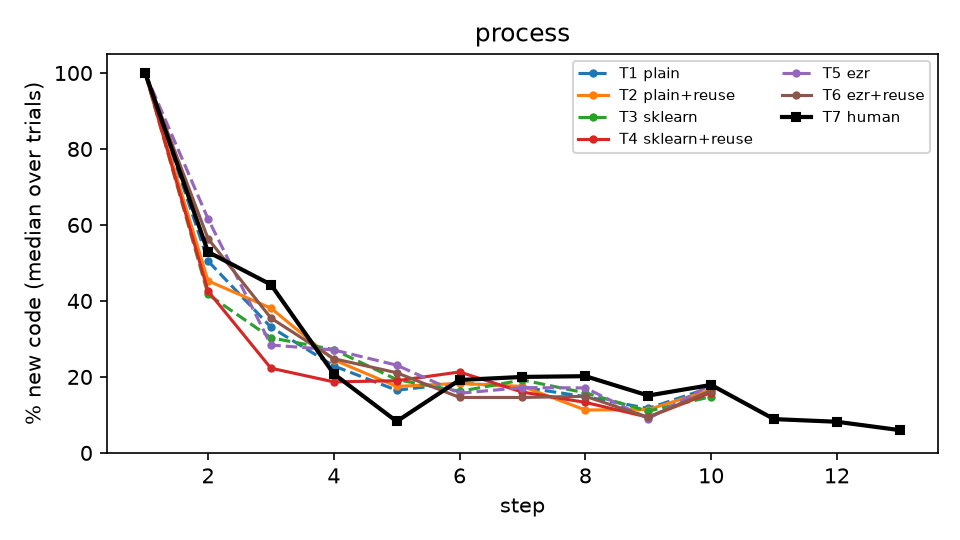 process
100
80
60
40
20
0
% new code (median over trials)
T1 plain
T2 plain+reuse
T3 sklearn
T4 sklearn+reuse
T5 ezr
T6 ezr+reuse
T7 human
2 4 6 8 10 12
step